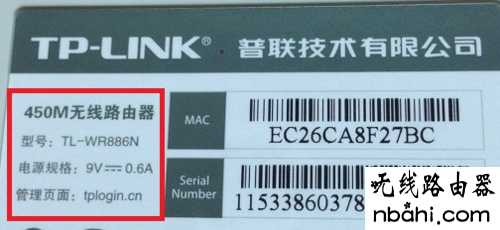 TP-LINK® 普联技术有限公司
450M无线路由器
型号：TL-WR886N
电源规格：9V⎓0.6A
管理页面：tplogin.cn
MAC
EC26CA8F27BC
Serial
Number
11533860378
无线路由器
nbahi.com